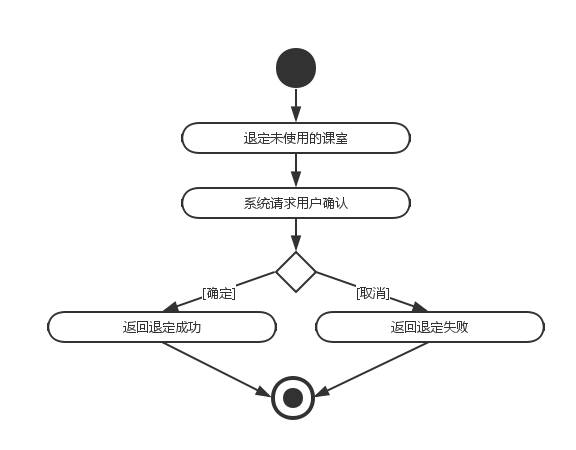 退定未使用的课室
系统请求用户确认
[确定]
[取消]
返回退定成功
返回退定失败